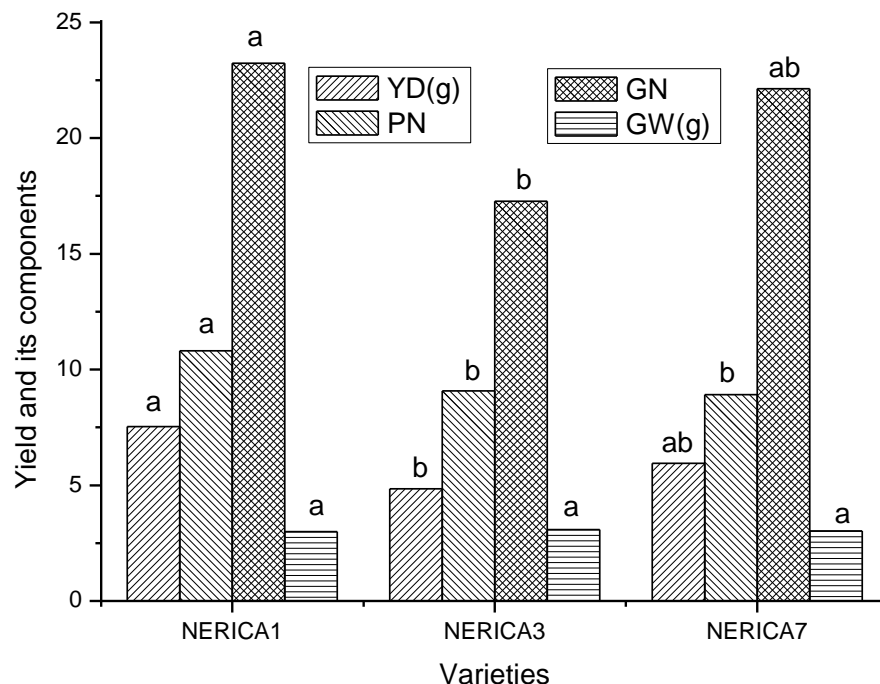 25
20
15
10
5
0
Yield and its components
YD(g)
PN
GN
GW(g)
a
a
a
a
b
b
b
a
ab
b
ab
a
NERICA1
NERICA3
NERICA7
Varieties